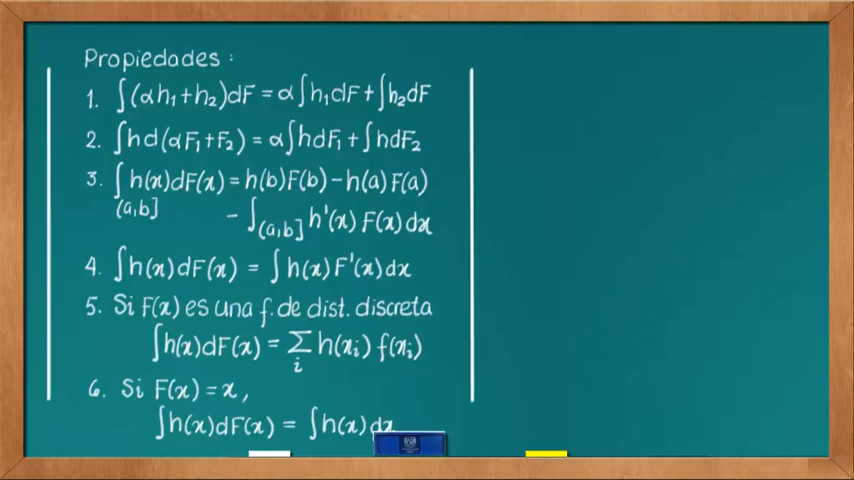 Propiedades :
1. ∫(αh₁+h₂)dF = α∫h₁dF + ∫h₂dF
2. ∫hd(αF₁+F₂) = α∫hdF₁ + ∫hdF₂
3. ∫h(x)dF(x) = h(b)F(b) − h(a)F(a)
(a,b]
− ∫(a,b] h'(x)F(x)dx
4. ∫h(x)dF(x) = ∫h(x)F'(x)dx
5. Si F(x) es una f. de dist. discreta
∫h(x)dF(x) = Σᵢ h(xᵢ) f(xᵢ)
6. Si F(x) = x,
∫h(x)dF(x) = ∫h(x)dx